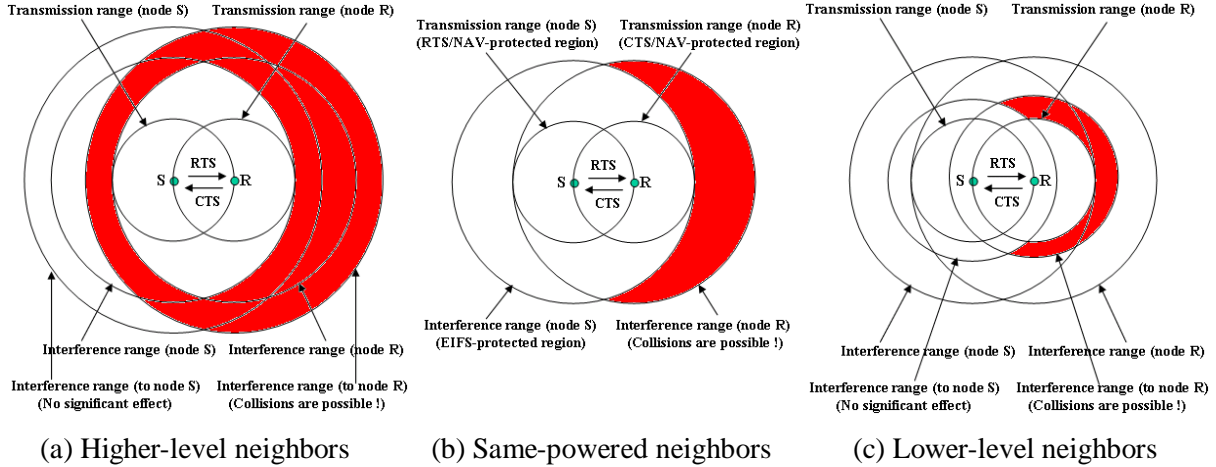 Transmission range (node S)
Transmission range (node R)
RTS
S
R
CTS
Interference range (node S)
Interference range (node R)
Interference range (to node S)
(No significant effect)
Interference range (to node R)
(Collisions are possible !)
(a) Higher-level neighbors
Transmission range (node S)
(RTS/NAV-protected region)
Transmission range (node R)
(CTS/NAV-protected region)
RTS
S
R
CTS
Interference range (node S)
(EIFS-protected region)
Interference range (node R)
(Collisions are possible !)
(b) Same-powered neighbors
Transmission range (node S)
Transmission range (node R)
RTS
S
R
CTS
Interference range (node S)
Interference range (node R)
Interference range (to node S)
(No significant effect)
Interference range (to node R)
(Collisions are possible !)
(c) Lower-level neighbors